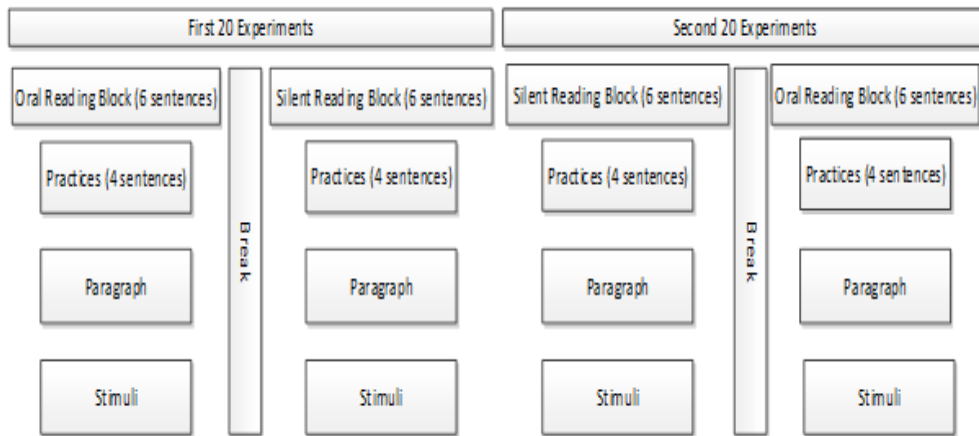 First 20 Experiments
Second 20 Experiments
Oral Reading Block (6 sentences)
Silent Reading Block (6 sentences)
Silent Reading Block (6 sentences)
Oral Reading Block (6 sentences)
Practices (4 sentences)
Practices (4 sentences)
Practices (4 sentences)
Practices (4 sentences)
Break
Break
Paragraph
Paragraph
Paragraph
Paragraph
Stimuli
Stimuli
Stimuli
Stimuli